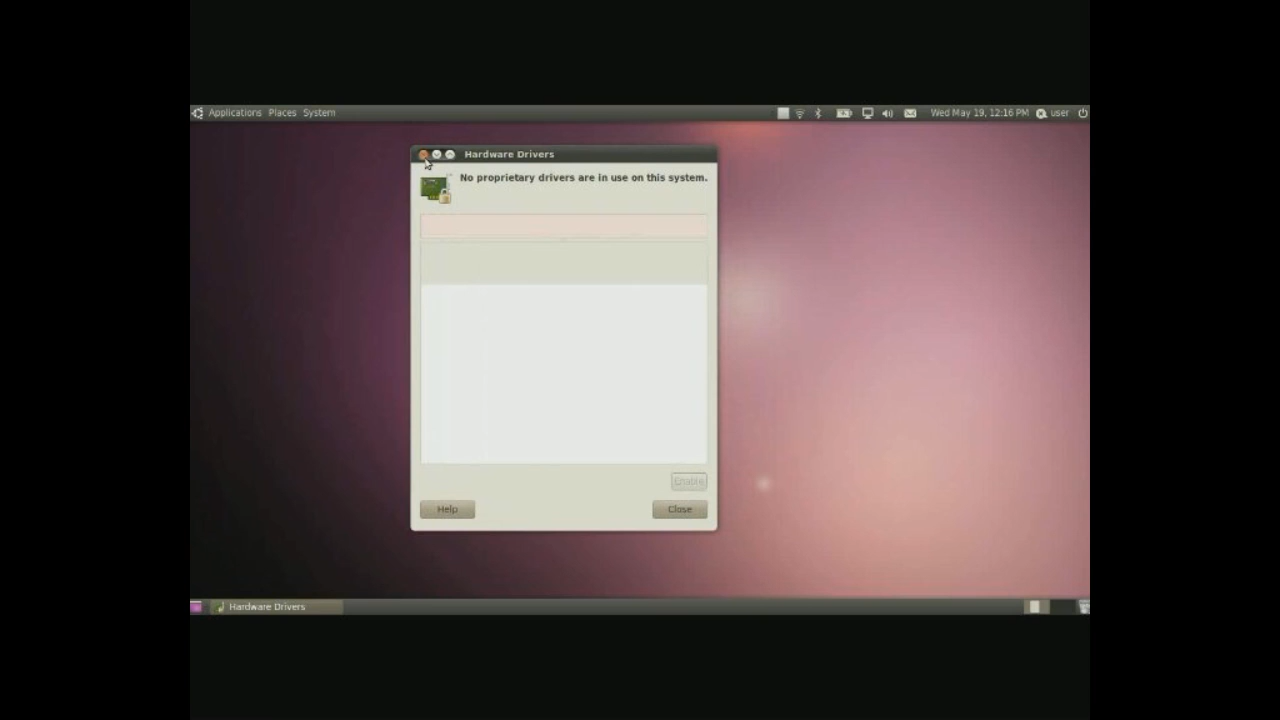 Applications Places System
Wed May 19, 12:16 PM user
Hardware Drivers
No proprietary drivers are in use on this system.
Enable
Help Close
Hardware Drivers